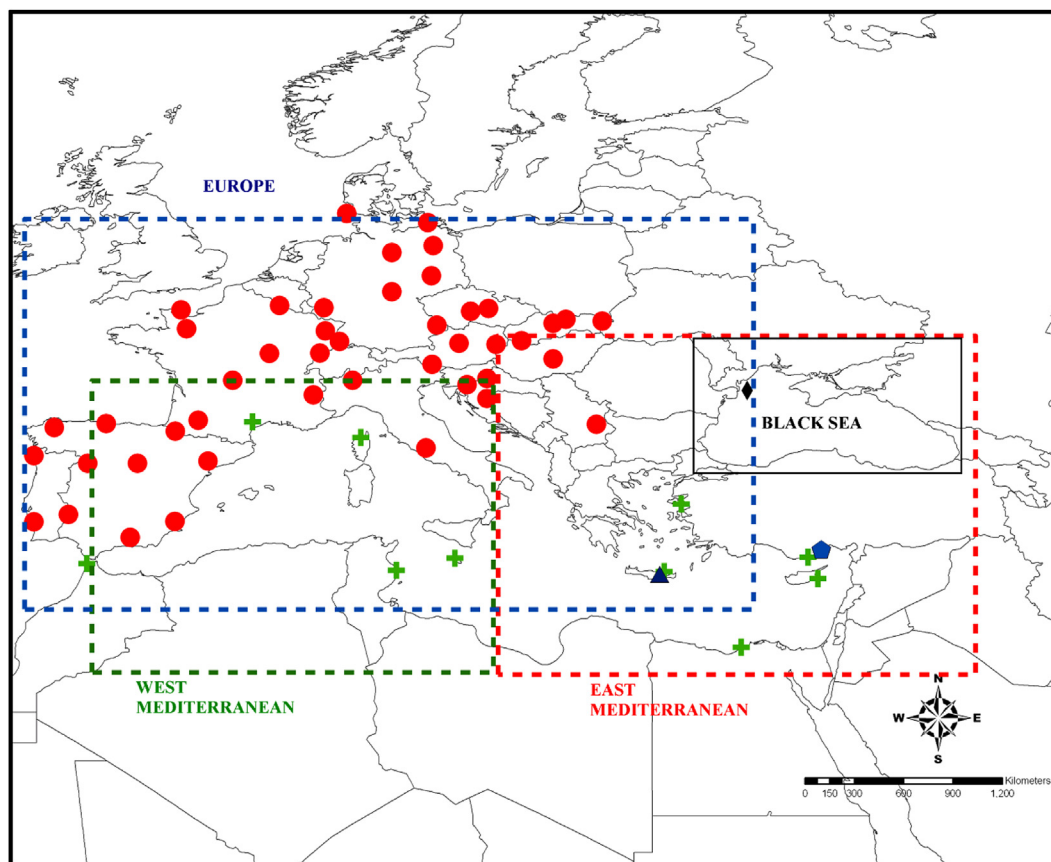 EUROPE
BLACK SEA
WEST
MEDITERRANEAN
EAST
MEDITERRANEAN
N
W
E
S
Kilometers
0 150 300 600 900 1,200